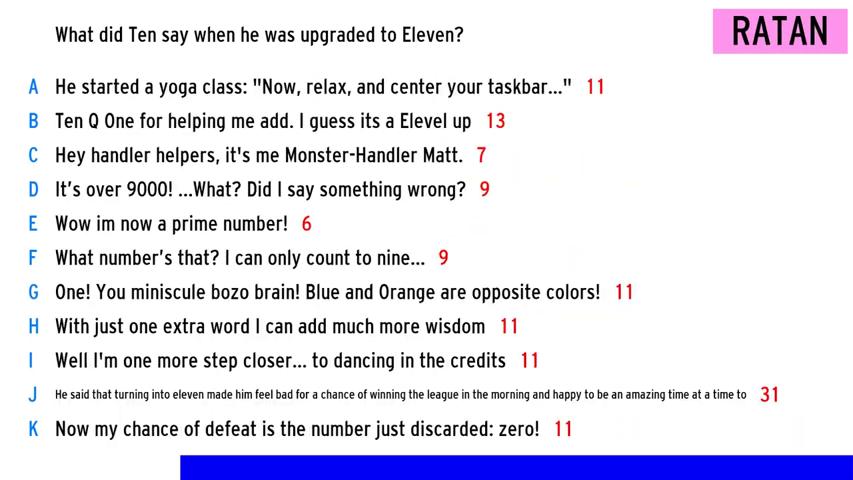 What did Ten say when he was upgraded to Eleven?
RATAN
A He started a yoga class: "Now, relax, and center your taskbar..." 11
B Ten Q One for helping me add. I guess its a Elevel up 13
C Hey handler helpers, it's me Monster-Handler Matt. 7
D It's over 9000! ...What? Did I say something wrong? 9
E Wow im now a prime number! 6
F What number's that? I can only count to nine... 9
G One! You miniscule bozo brain! Blue and Orange are opposite colors! 11
H With just one extra word I can add much more wisdom 11
I Well I'm one more step closer... to dancing in the credits 11
J He said that turning into eleven made him feel bad for a chance of winning the league in the morning and happy to be an amazing time at a time to 31
K Now my chance of defeat is the number just discarded: zero! 11